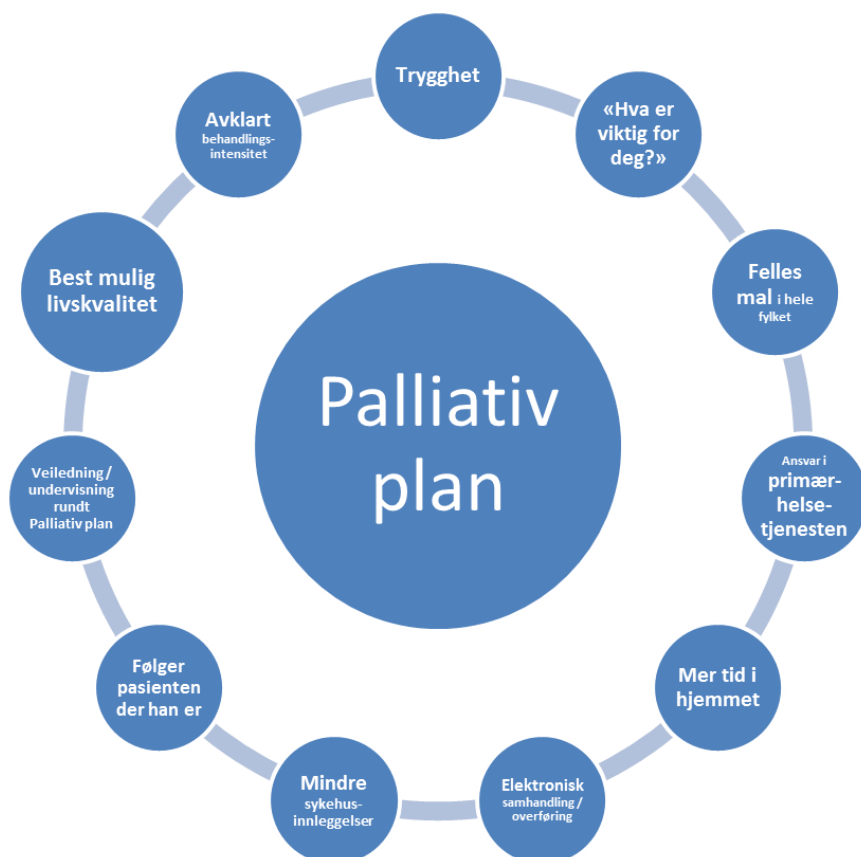 Trygghet
«Hva er
viktig for
deg?»
Felles
mal i hele
fylket
Ansvar i
primær-
helse-
tjenesten
Mer tid i
hjemmet
Elektronisk
samhandling /
overføring
Mindre
sykehus-
innleggelser
Følger
pasienten
der han er
Veiledning /
undervisning
rundt
Palliativ plan
Best mulig
livskvalitet
Avklart
behandlings-
intensitet
Palliativ
plan